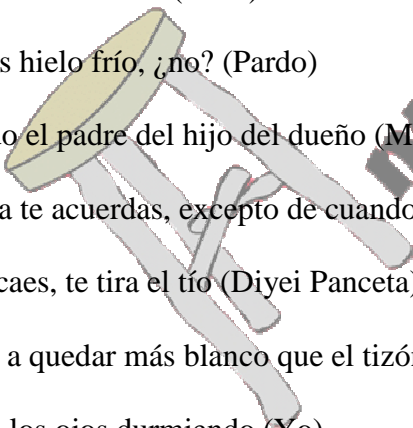 s hielo frío, ¿no? (Pardo)
o el padre del hijo del dueño (M
a te acuerdas, excepto de cuando
caes, te tira el tío (Diyei Panceta)
a quedar más blanco que el tizón
los ojos durmiendo (Yo)